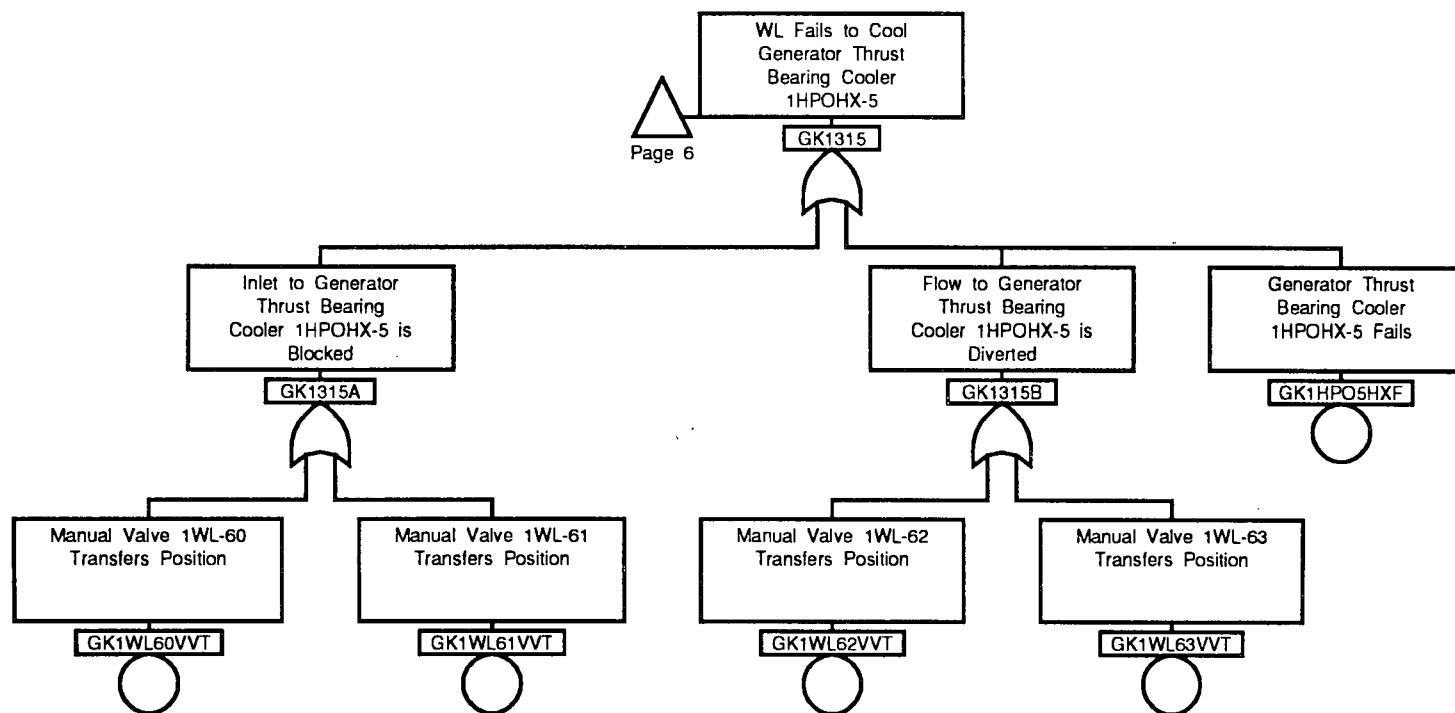 WL Fails to Cool
Generator Thrust
Bearing Cooler
1HPOHX-5
Page 6
GK1315
Inlet to Generator
Thrust Bearing
Cooler 1HPOHX-5 is
Blocked
GK1315A
Flow to Generator
Thrust Bearing
Cooler 1HPOHX-5 is
Diverted
GK1315B
Generator Thrust
Bearing Cooler
1HPOHX-5 Fails
GK1HPO5HXF
Manual Valve 1WL-60
Transfers Position
GK1WL60VVT
Manual Valve 1WL-61
Transfers Position
GK1WL61VVT
Manual Valve 1WL-62
Transfers Position
GK1WL62VVT
Manual Valve 1WL-63
Transfers Position
GK1WL63VVT